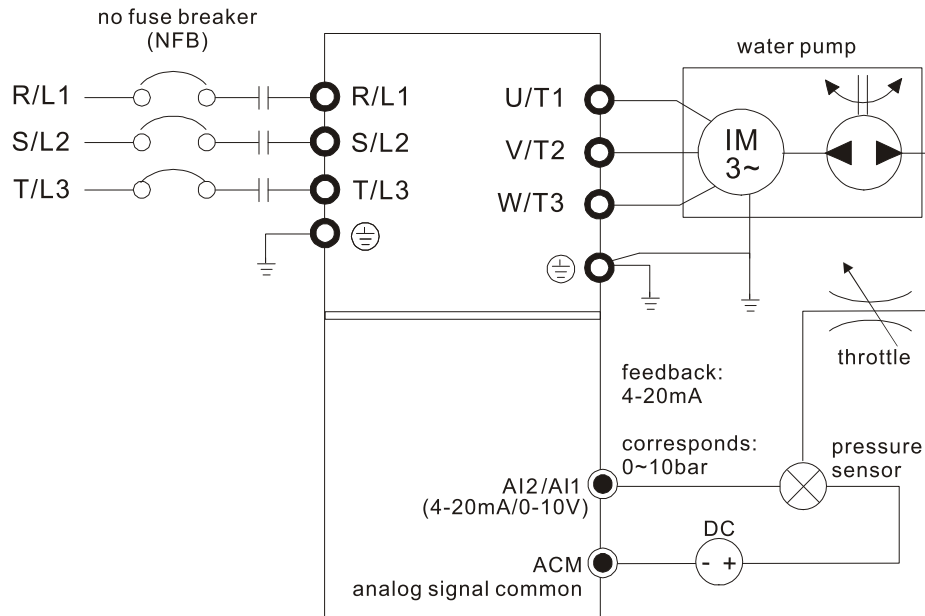 no fuse breaker
(NFB)
water pump
R/L1
R/L1
U/T1
S/L2
S/L2
V/T2
IM
3~
T/L3
T/L3
W/T3
throttle
feedback:
4-20mA
corresponds:
0~10bar
pressure
sensor
AI2/AI1
(4-20mA/0-10V)
DC
- +
ACM
analog signal common